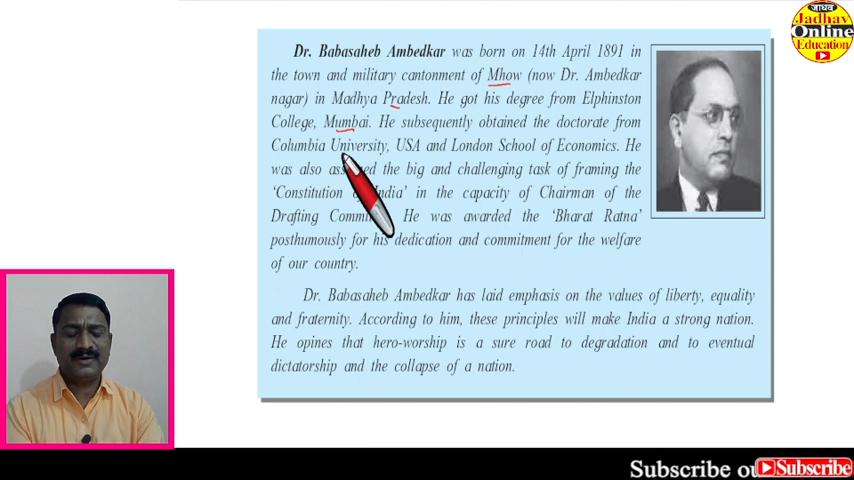 जाधव
Jadhav
Online
Education
Dr. Babasaheb Ambedkar was born on 14th April 1891 in
the town and military cantonment of Mhow (now Dr. Ambedkar
nagar) in Madhya Pradesh. He got his degree from Elphinston
College, Mumbai. He subsequently obtained the doctorate from
Columbia University, USA and London School of Economics. He
was also the big and challenging task of framing the
'Constitution India' in the capacity of Chairman of the
Drafting He was awarded the 'Bharat Ratna'
posthumously for his dedication and commitment for the welfare
of our country.
Dr. Babasaheb Ambedkar has laid emphasis on the values of liberty, equality
and fraternity. According to him, these principles will make India a strong nation.
He opines that hero-worship is a sure road to degradation and to eventual
dictatorship and the collapse of a nation.
Subscribe Subscribe